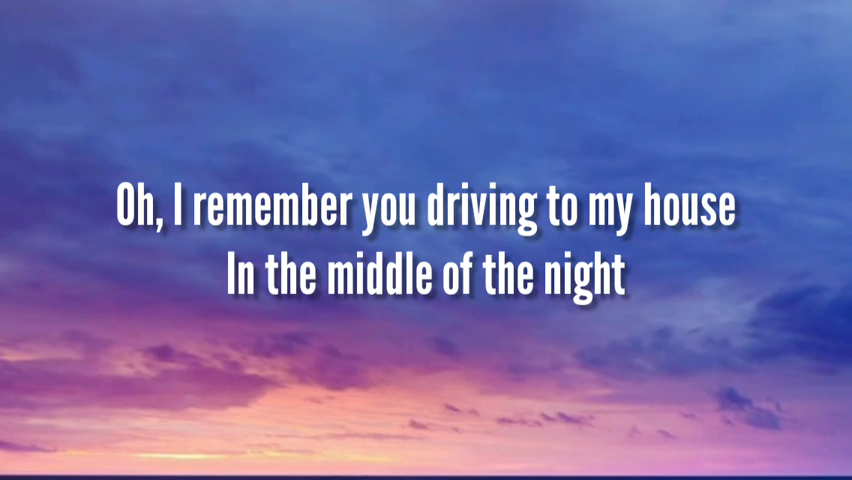 Oh, I remember you driving to my house
In the middle of the night